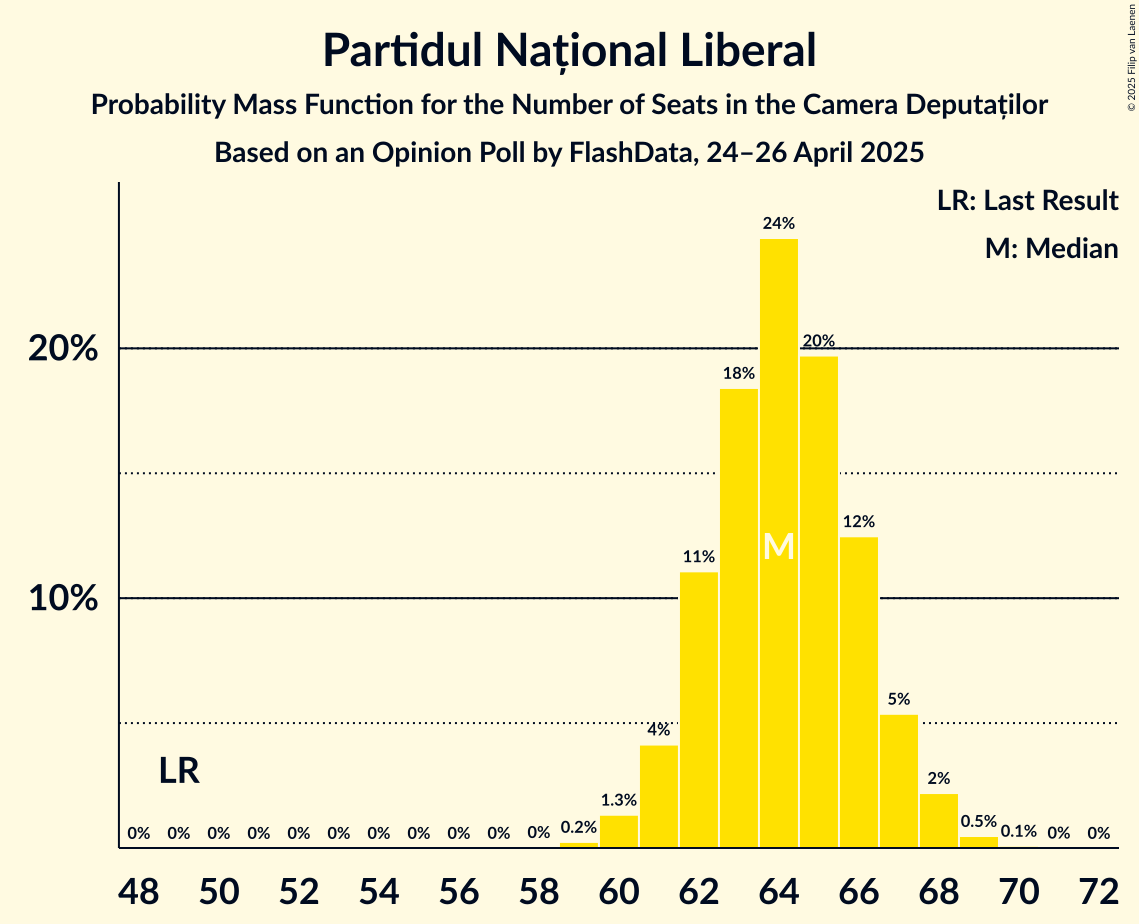 Partidul Național Liberal
Probability Mass Function for the Number of Seats in the Camera Deputaților
Based on an Opinion Poll by FlashData, 24–26 April 2025
© 2025 Filip van Laenen
LR: Last Result
M: Median
20%
10%
LR
M
0% 0% 0% 0% 0% 0% 0% 0% 0% 0% 0% 0.2% 1.3% 4% 11% 18% 24% 20% 12% 5% 2% 0.5% 0.1% 0% 0%
48 50 52 54 56 58 60 62 64 66 68 70 72